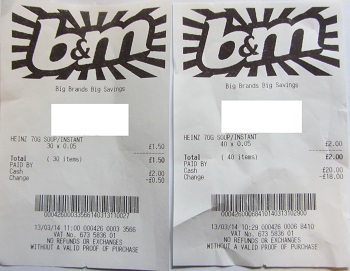 b&m
Big Brands Big Savings
HEINZ 70G SOUP/INSTANT
30 x 0.05 £1.50
Total ( 30 items) £1.50
PAID BY
Cash £2.00
Change -£0.50
13/03/14 11:00 000426 0003 3566
VAT No. 673 5836 01
NO REFUNDS OR EXCHANGES
WITHOUT A VALID PROOF OF PURCHASE
b&m
Big Brands Big Savings
HEINZ 70G SOUP/INSTANT
40 x 0.05 £2.00
Total ( 40 items) £2.00
PAID BY
Cash £20.00
Change -£18.00
13/03/14 10:29 000426 0006 8410
VAT No. 673 5836 01
NO REFUNDS OR EXCHANGES
WITHOUT A VALID PROOF OF PURCHASE